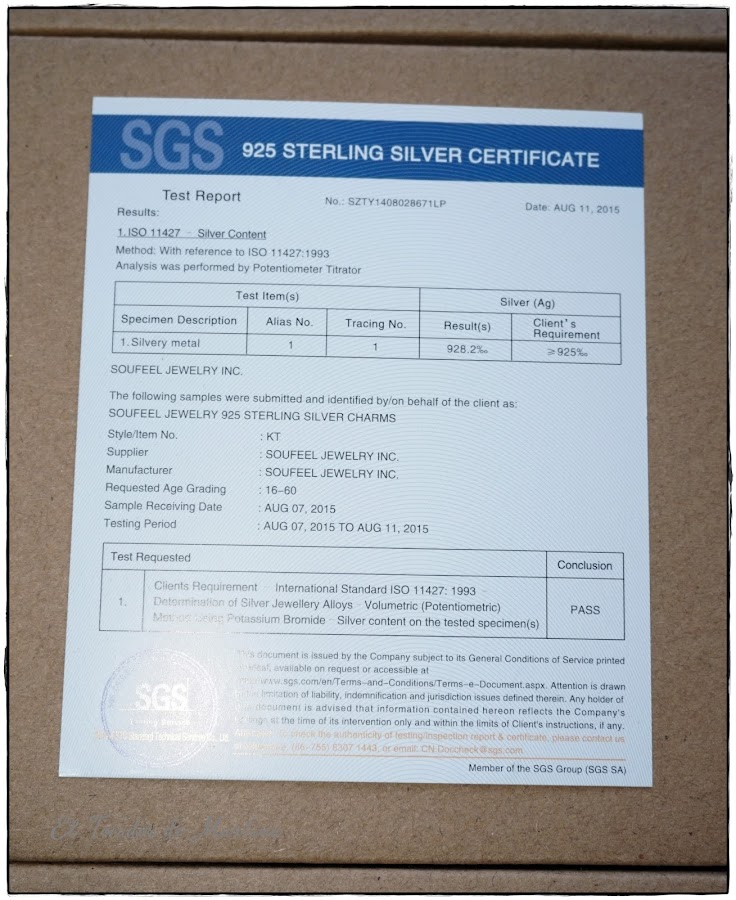 SGS 925 STERLING SILVER CERTIFICATE
Test Report No.: SZTY1408028671LP Date: AUG 11, 2015
Results:
1.ISO 11427 - Silver Content
Method: With reference to ISO 11427:1993
Analysis was performed by Potentiometer Titrator
Test Item(s) Silver (Ag)
Specimen Description Alias No. Tracing No. Result(s) Client's Requirement
1.Silvery metal 1 1 928.2‰ ≥925‰
SOUFEEL JEWELRY INC.
The following samples were submitted and identified by/on behalf of the client as:
SOUFEEL JEWELRY 925 STERLING SILVER CHARMS
Style/Item No. : KT
Supplier : SOUFEEL JEWELRY INC.
Manufacturer : SOUFEEL JEWELRY INC.
Requested Age Grading : 16-60
Sample Receiving Date : AUG 07, 2015
Testing Period : AUG 07, 2015 TO AUG 11, 2015
Test Requested Conclusion
1. Clients Requirement - International Standard ISO 11427: 1993 -
Determination of Silver Jewellery Alloys - Volumetric (Potentiometric)
Method Using Potassium Bromide - Silver content on the tested specimen(s)
PASS
This document is issued by the Company subject to its General Conditions of Service printed
available on request or accessible at
www.sgs.com/en/Terms-and-Conditions/Terms-e-Document.aspx. Attention is drawn
limitation of liability, indemnification and jurisdiction issues defined therein. Any holder of
document is advised that information contained hereon reflects the Company's
at the time of its intervention only and within the limits of Client's instructions, if any.
To check the authenticity of testing/inspection report & certificate, please contact us
(86-755) 8307 1443, or email: CN.Doccheck@sgs.com
SGS
Member of the SGS Group (SGS SA)